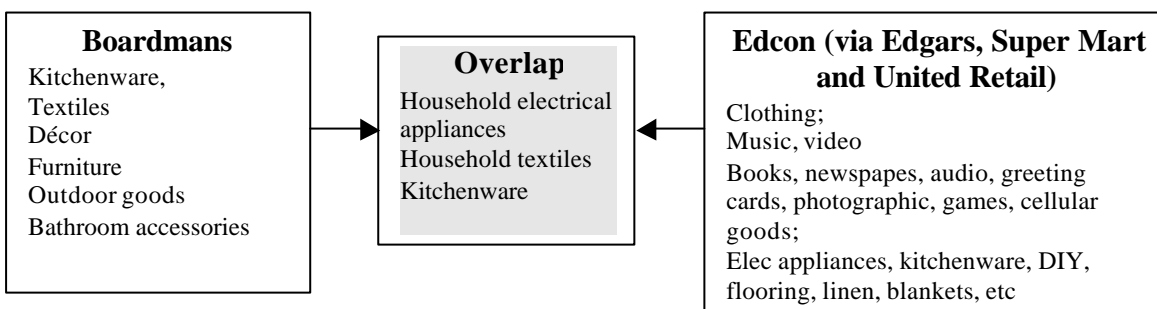 Boardmans
Kitchenware,
Textiles
Décor
Furniture
Outdoor goods
Bathroom accessories
Overlap
Household electrical
appliances
Household textiles
Kitchenware
Edcon (via Edgars, Super Mart
and United Retail)
Clothing;
Music, video
Books, newspapes, audio, greeting
cards, photographic, games, cellular
goods;
Elec appliances, kitchenware, DIY,
flooring, linen, blankets, etc